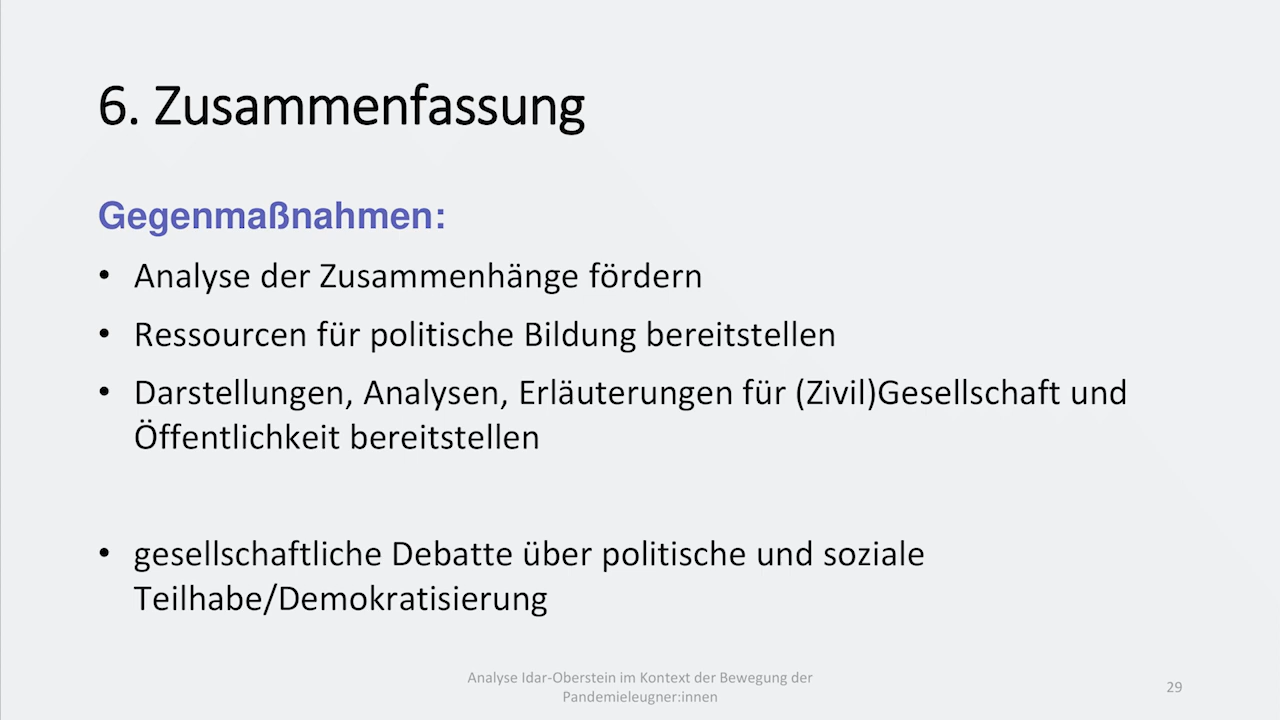 6. Zusammenfassung
Gegenmaßnahmen:
• Analyse der Zusammenhänge fördern
• Ressourcen für politische Bildung bereitstellen
• Darstellungen, Analysen, Erläuterungen für (Zivil)Gesellschaft und
Öffentlichkeit bereitstellen
• gesellschaftliche Debatte über politische und soziale
Teilhabe/Demokratisierung
Analyse Idar-Oberstein im Kontext der Bewegung der
Pandemieleugner:innen
29